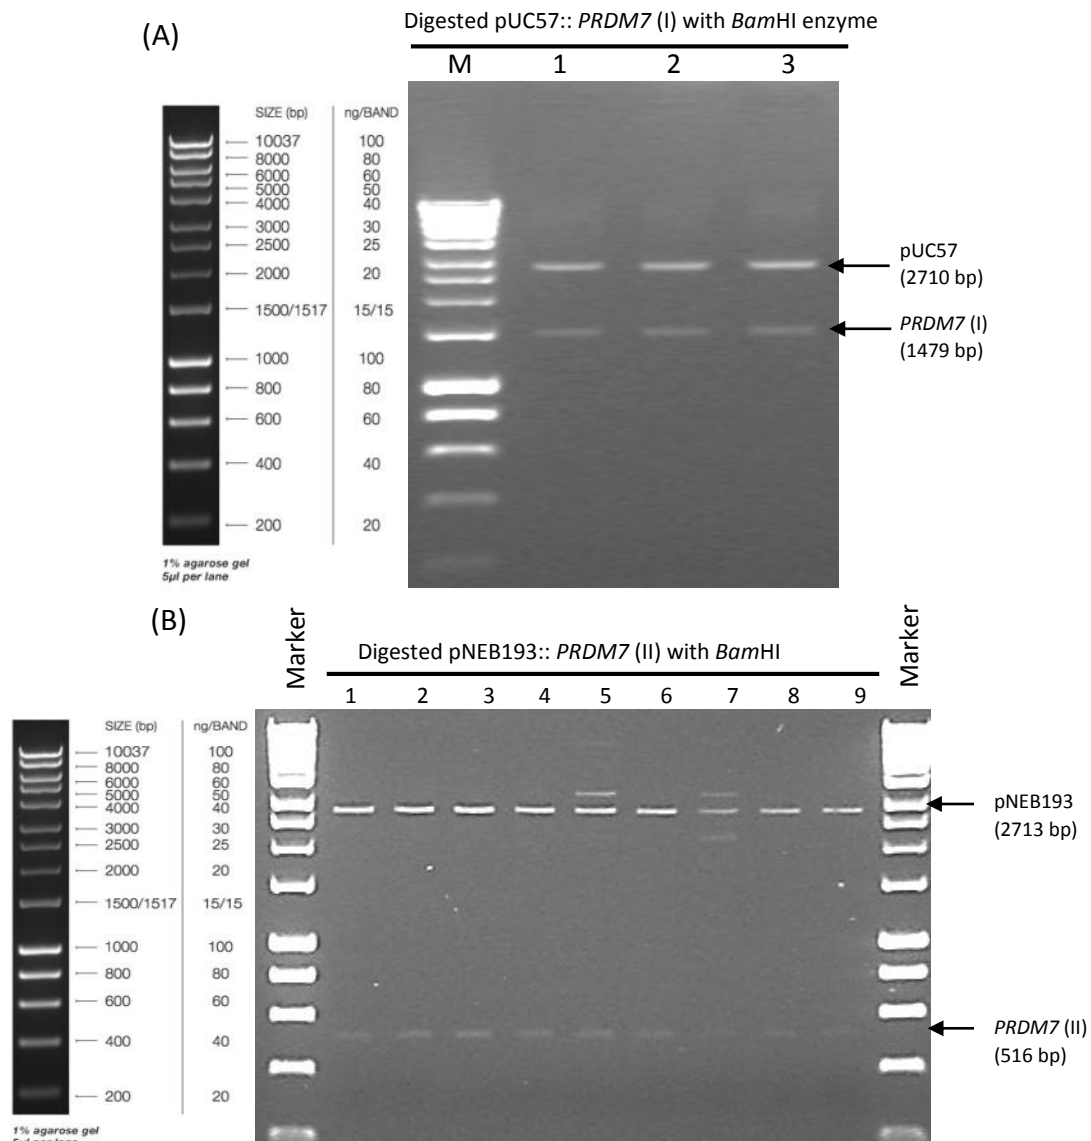 (A)
Digested pUC57:: PRDM7 (I) with BamHI enzyme
M 1 2 3
SIZE (bp) ng/BAND
10037 100
8000 80
6000 60
5000 50
4000 40
3000 30
2500 25
2000 20
1500/1517 15/15
1000 100
800 80
600 60
400 40
200 20
1% agarose gel
5µl per lane
pUC57
(2710 bp)
PRDM7 (I)
(1479 bp)
(B)
Marker
Digested pNEB193:: PRDM7 (II) with BamHI
Marker
1 2 3 4 5 6 7 8 9
SIZE (bp) ng/BAND
10037 100
8000 80
6000 60
5000 50
4000 40
3000 30
2500 25
2000 20
1500/1517 15/15
1000 100
800 80
600 60
400 40
200 20
1% agarose gel
pNEB193
(2713 bp)
PRDM7 (II)
(516 bp)